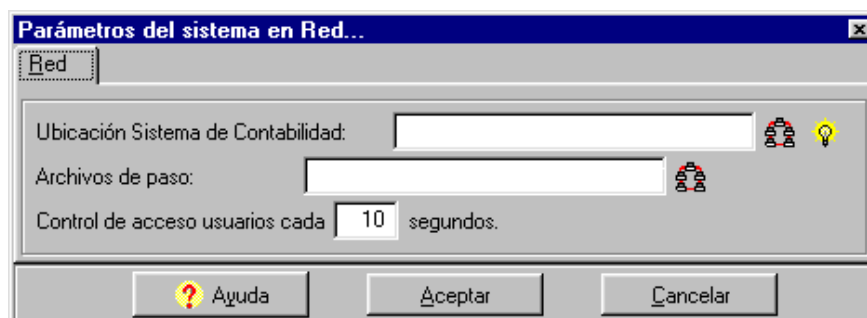 Parámetros del sistema en Red...
Red
Ubicación Sistema de Contabilidad:
Archivos de paso:
Control de acceso usuarios cada 10 segundos.
? Ayuda Aceptar Cancelar